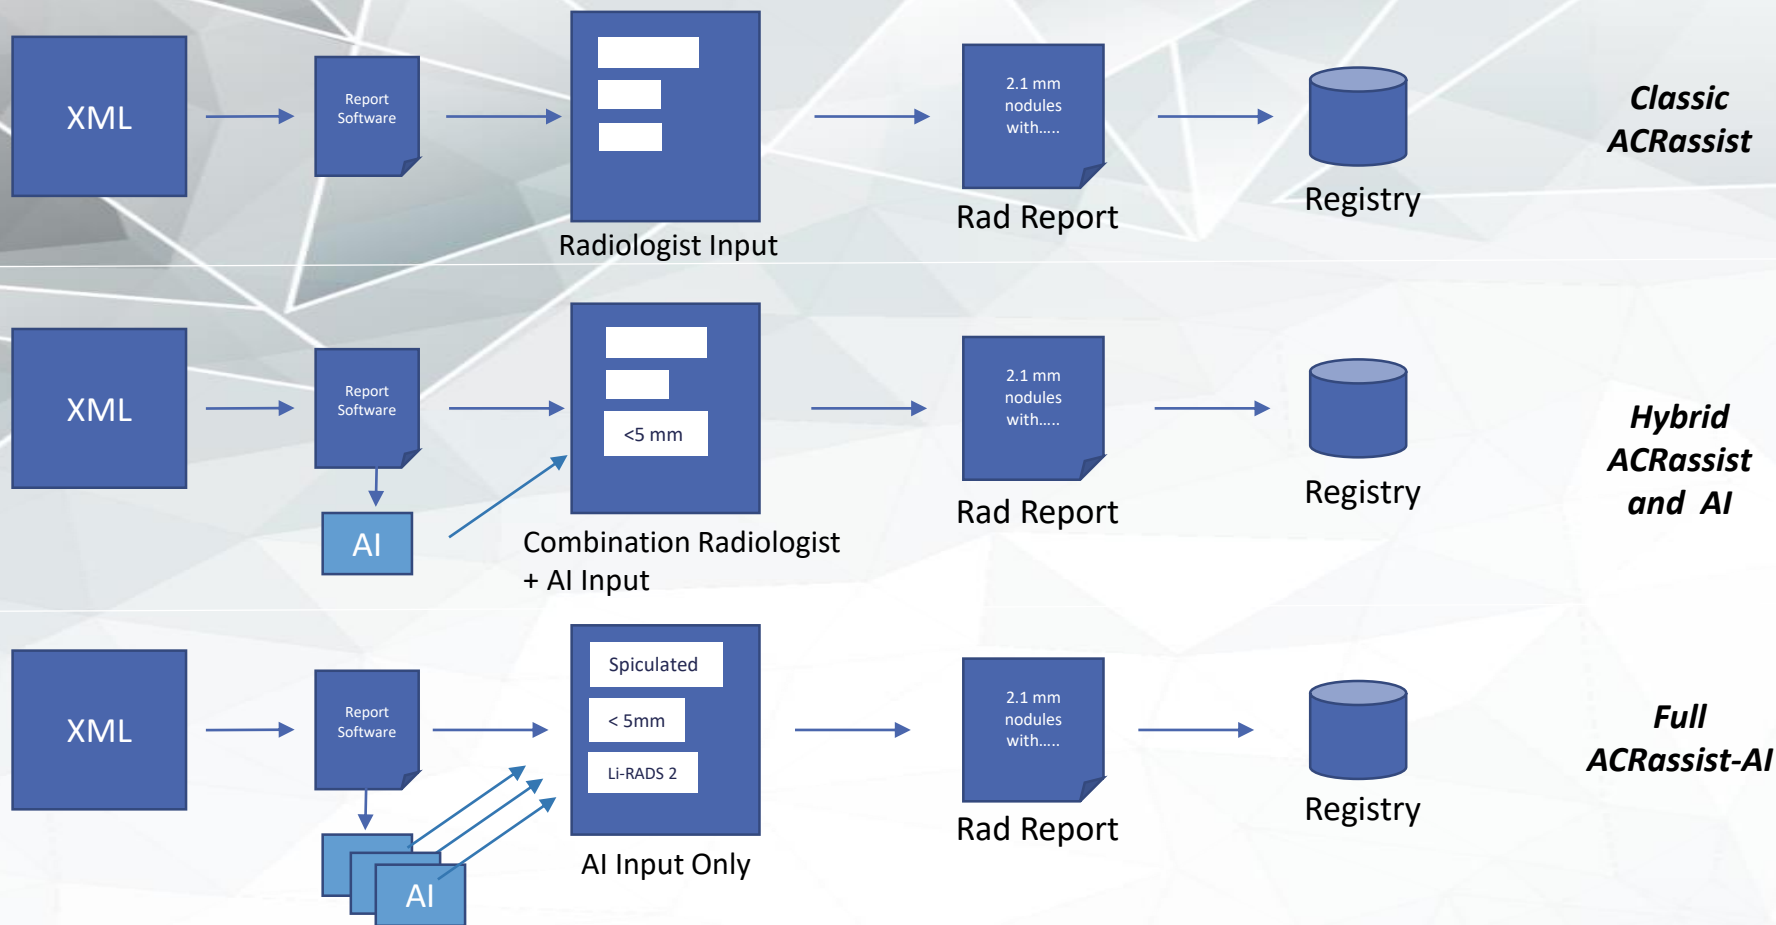 XML
Report
Software
Radiologist Input
2.1 mm
nodules
with.....
Rad Report
Registry
Classic
ACRassist
XML
Report
Software
AI
<5 mm
Combination Radiologist
+ AI Input
2.1 mm
nodules
with.....
Rad Report
Registry
Hybrid
ACRassist
and AI
XML
Report
Software
AI
Spiculated
< 5mm
Li-RADS 2
AI Input Only
2.1 mm
nodules
with.....
Rad Report
Registry
Full
ACRassist-AI